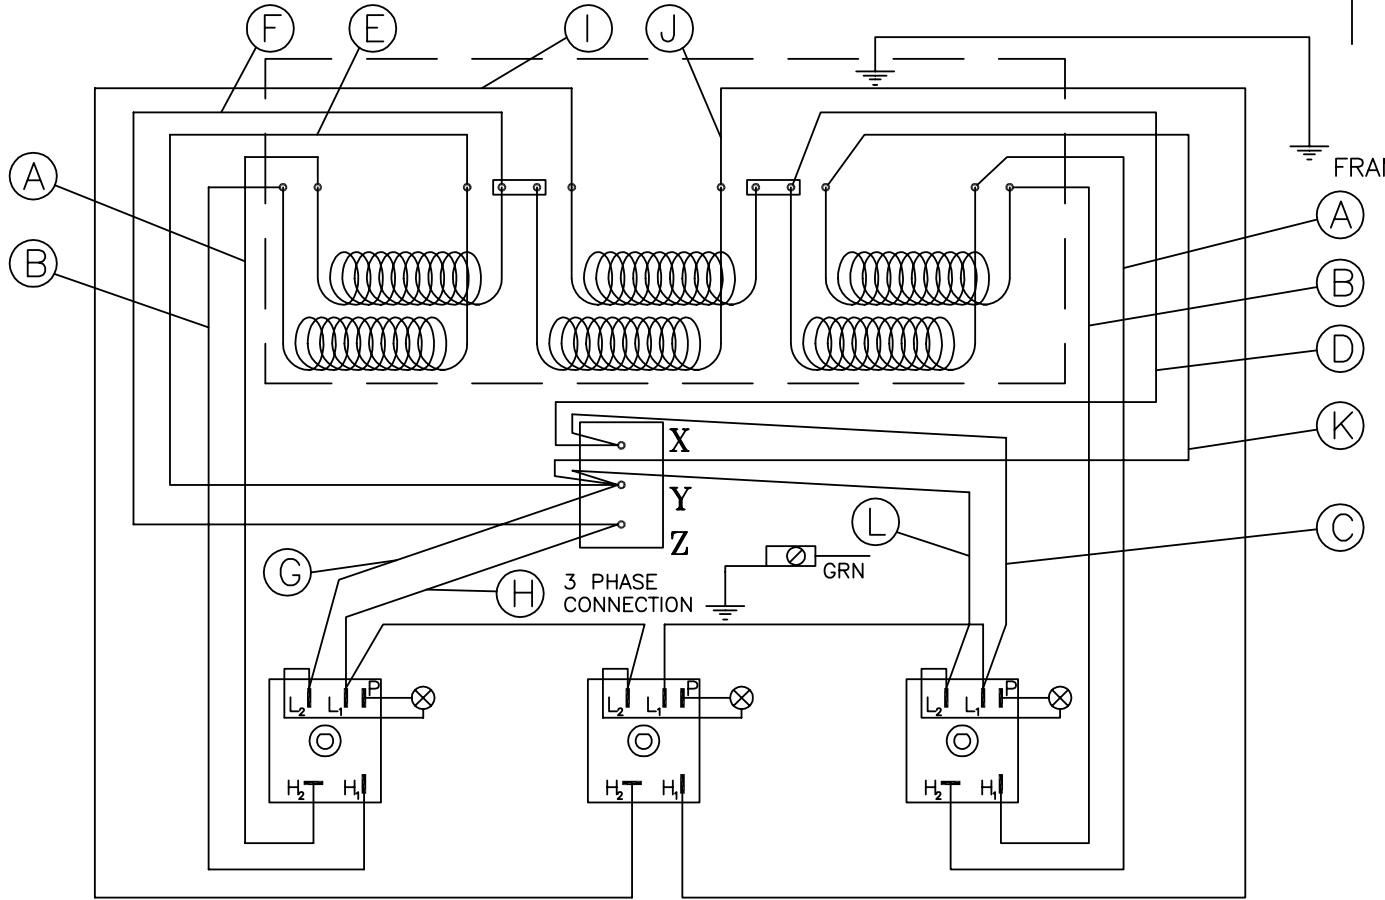 F E I J
FRAI
A
A
B
B
D
K
X
Y
L
C
Z
G
GRN
H
3 PHASE
CONNECTION
L2 L1 P
L2 L1 P
L2 L1 P
H2 H1
H2 H1
H2 H1